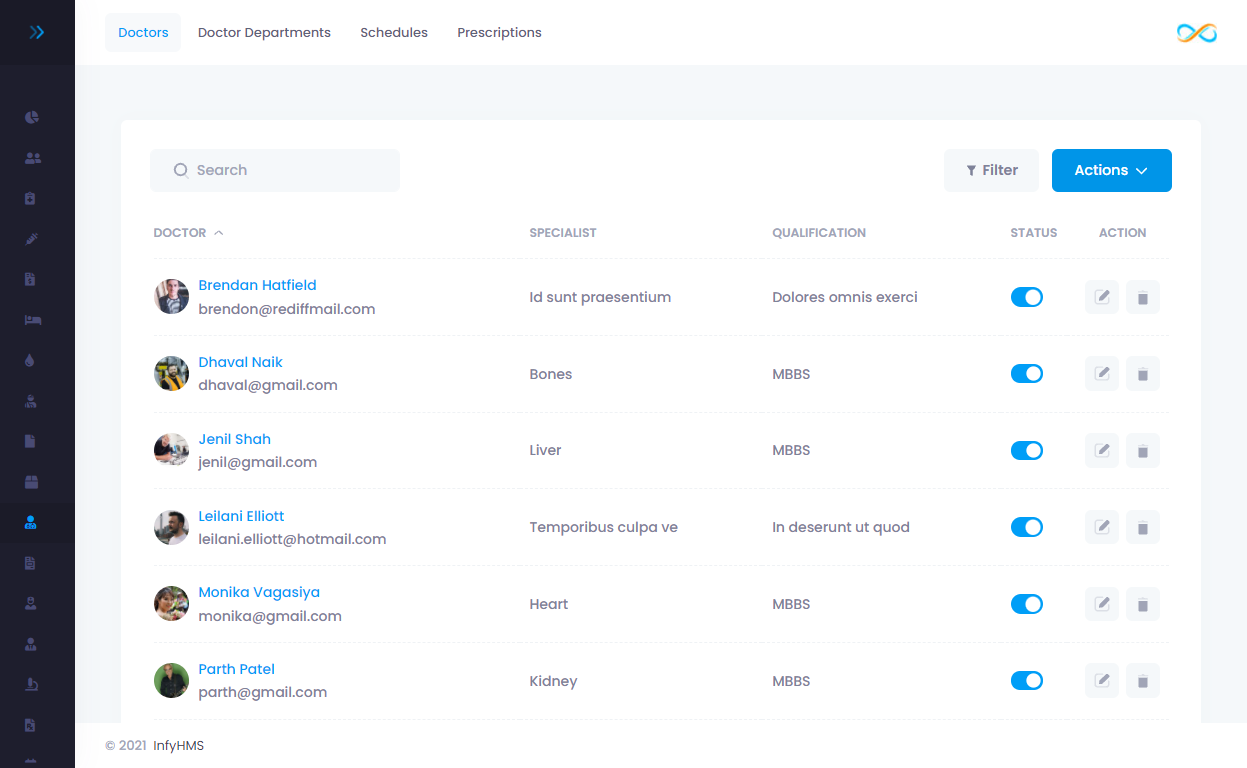 Doctors Doctor Departments Schedules Prescriptions
Search Filter Actions
DOCTOR SPECIALIST QUALIFICATION STATUS ACTION
Brendan Hatfield
brendon@rediffmail.com Id sunt praesentium Dolores omnis exerci
Dhaval Naik
dhaval@gmail.com Bones MBBS
Jenil Shah
jenil@gmail.com Liver MBBS
Leilani Elliott
leilani.elliott@hotmail.com Temporibus culpa ve In deserunt ut quod
Monika Vagasiya
monika@gmail.com Heart MBBS
Parth Patel
parth@gmail.com Kidney MBBS
© 2021 InfyHMS